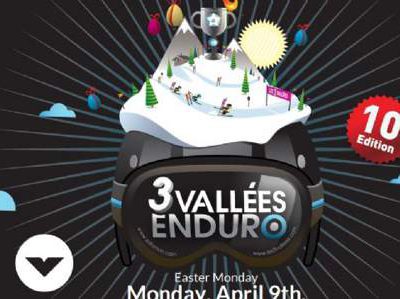 10
Edition
3 VALLÉES
ENDURO
Easter Monday
Monday, April 9th